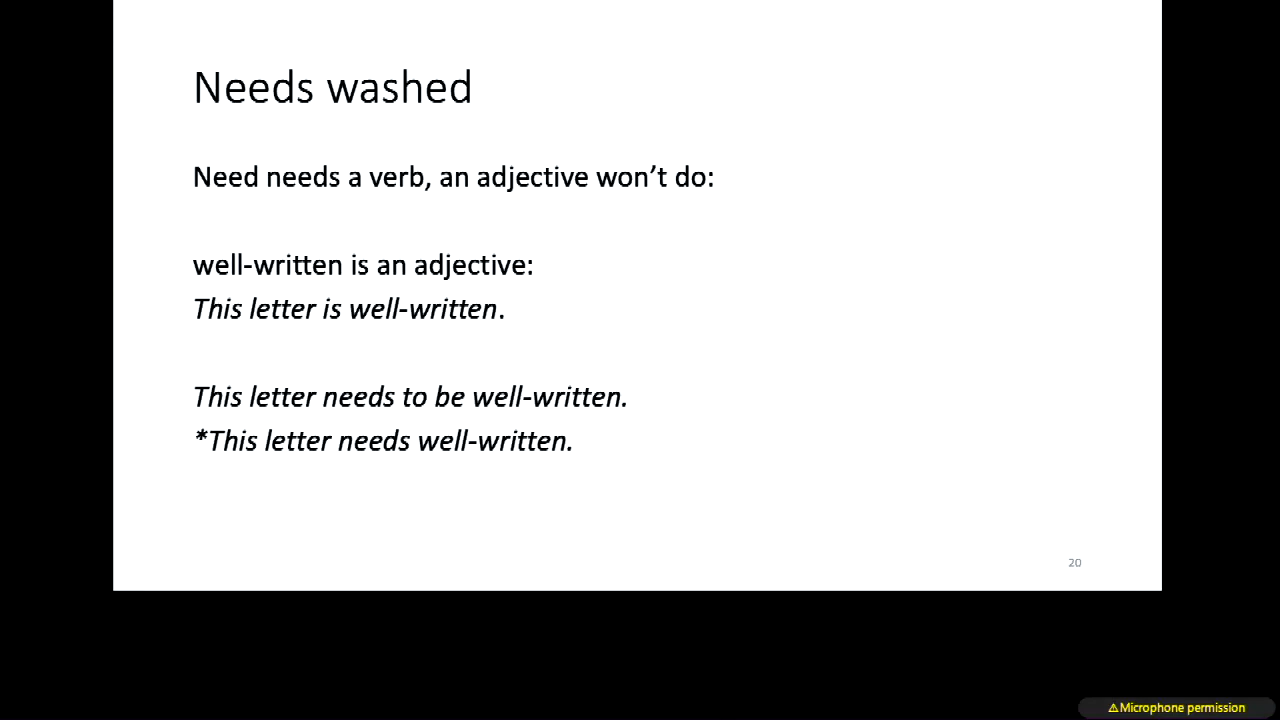 Needs washed
Need needs a verb, an adjective won’t do:
well-written is an adjective:
This letter is well-written.
This letter needs to be well-written.
*This letter needs well-written.
20
⚠Microphone permission